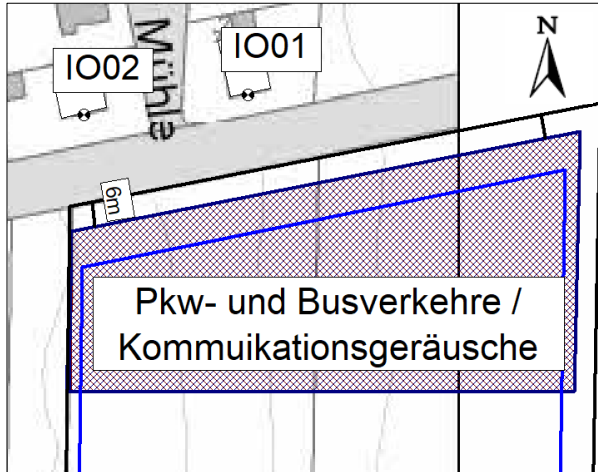 N
IO01
IO02
Mühle
6m
Pkw- und Busverkehre /
Kommuikationsgeräusche